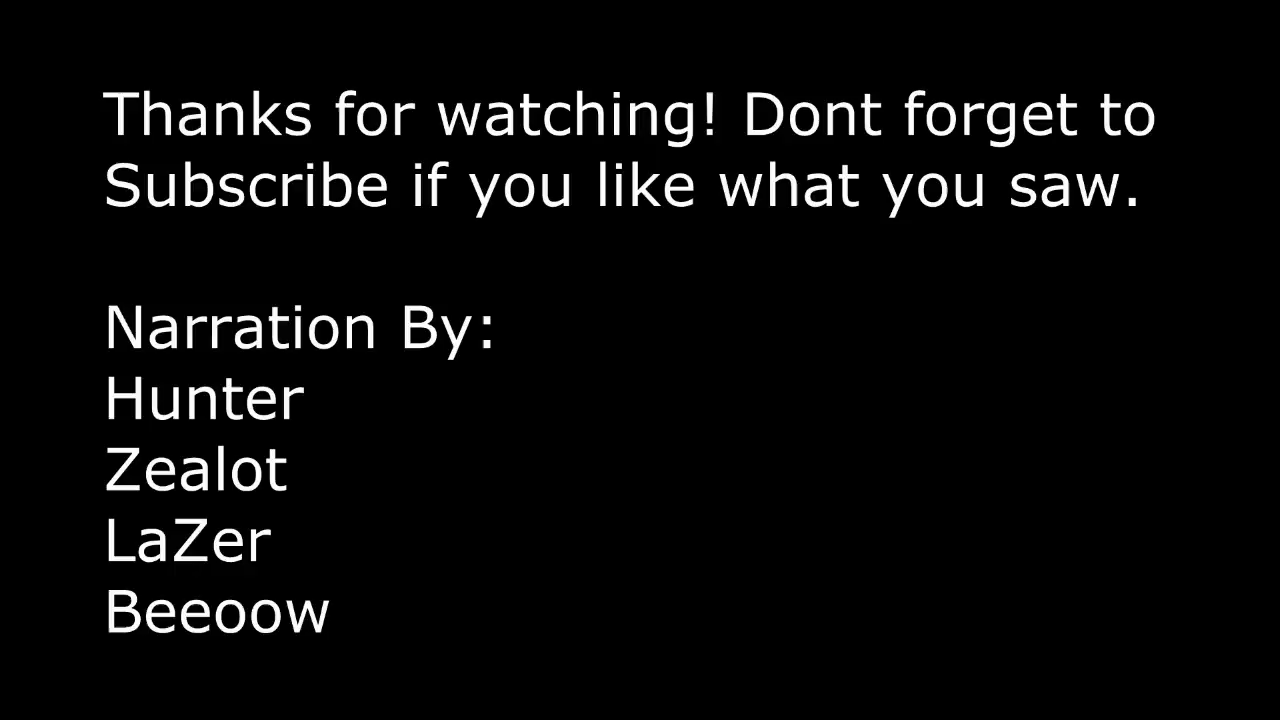 Thanks for watching! Dont forget to
Subscribe if you like what you saw.
Narration By:
Hunter
Zealot
LaZer
Beeoow